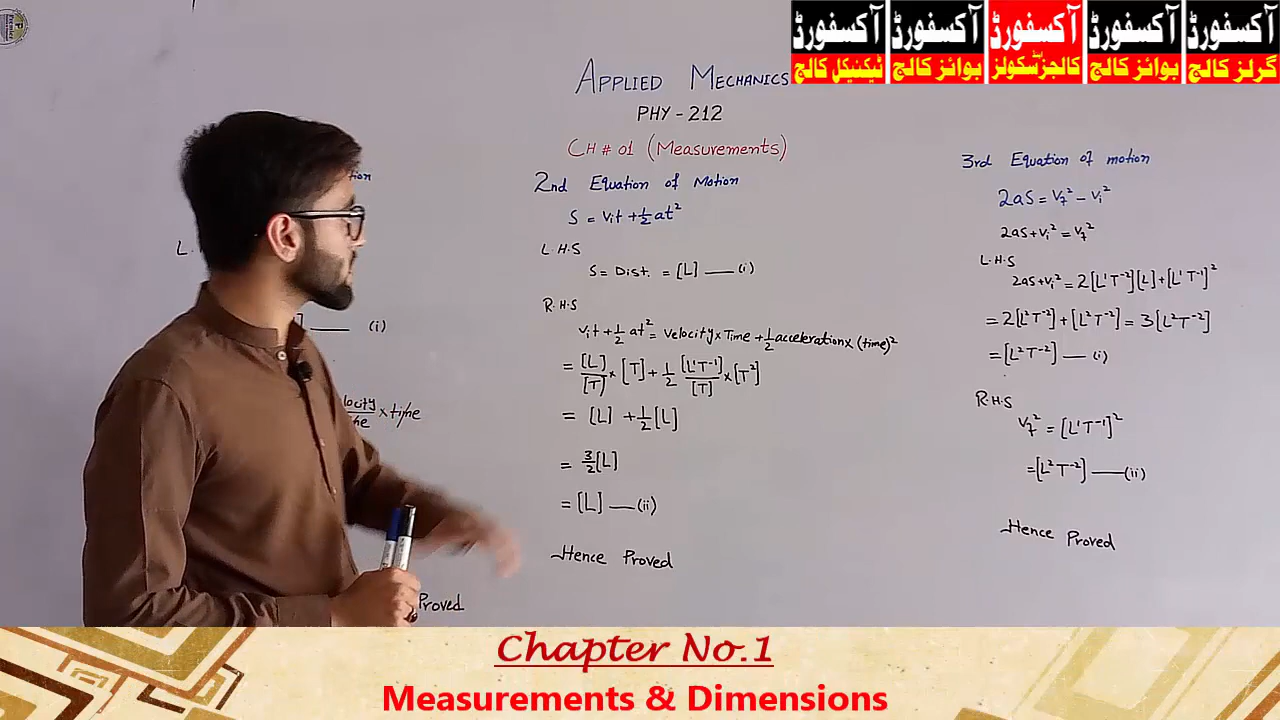 آکسفورڈ
ٹیکنیکل کالج
آکسفورڈ
بوائز کالج
آکسفورڈ
کالجز اینڈ سکولز
آکسفورڈ
بوائز کالج
آکسفورڈ
گرلز کالج
APPLIED MECHANICS
PHY - 212
CH # 01 (Measurements)
(i)
×time
Proved
2nd Equation of Motion
S = Vit + ½at²
L.H.S
S = Dist. = [L] —— (i)
R.H.S
Vit + ½ at² = Velocity × Time + ½ acceleration × (time)²
= [L]/[T] × [T] + ½ [L¹T⁻¹]/[T] × [T²]
= [L] + ½[L]
= 3/2[L]
= [L] —— (ii)
Hence Proved
3rd Equation of motion
2aS = Vf² - Vi²
2aS + Vi² = Vf²
L.H.S
2aS + Vi² = 2[L¹T⁻²][L] + [L¹T⁻¹]²
= 2[L²T⁻²] + [L²T⁻²] = 3[L²T⁻²]
= [L²T⁻²] —— (i)
R.H.S
Vf² = [L¹T⁻¹]²
= [L²T⁻²] —— (ii)
Hence Proved
Chapter No.1
Measurements & Dimensions